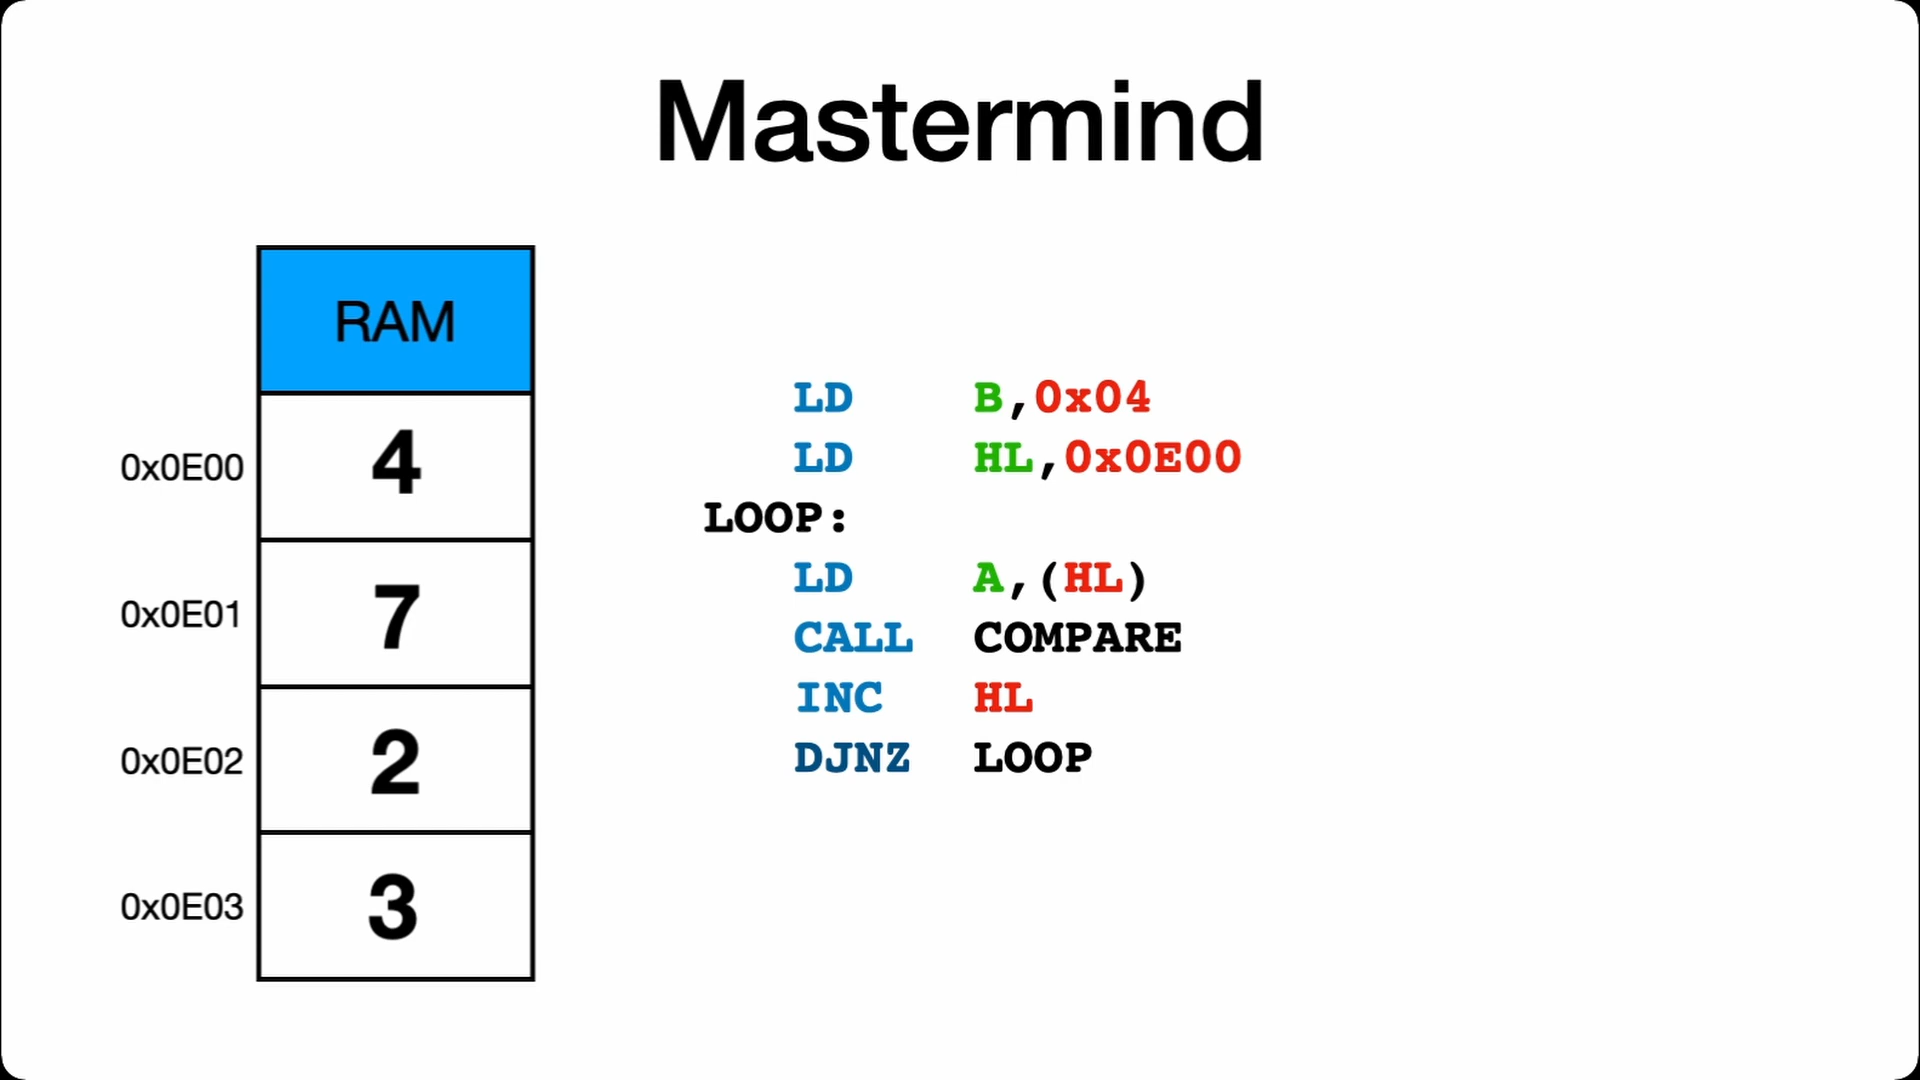 Mastermind
RAM
0x0E00 4
0x0E01 7
0x0E02 2
0x0E03 3
LD B,0x04
LD HL,0x0E00
LOOP:
LD A,(HL)
CALL COMPARE
INC HL
DJNZ LOOP